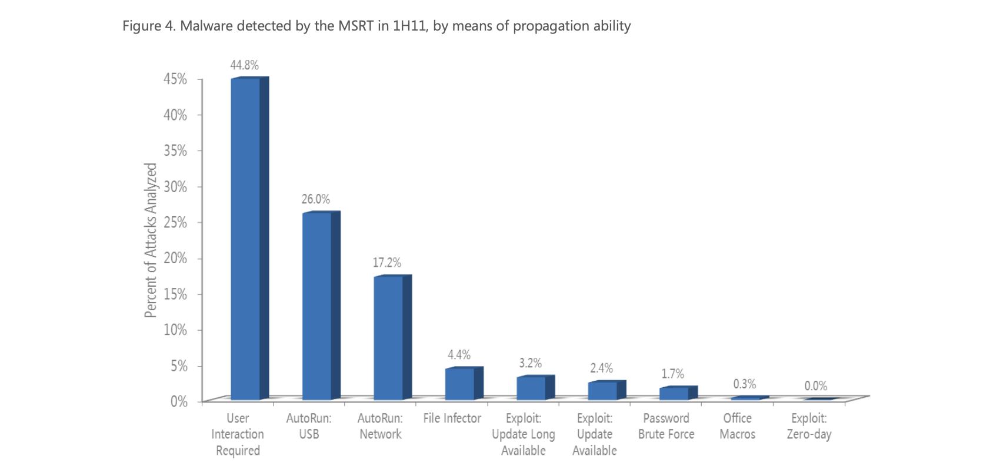 Figure 4. Malware detected by the MSRT in 1H11, by means of propagation ability
Percent of Attacks Analyzed
45%
40%
35%
30%
25%
20%
15%
10%
5%
0%
44.8%
26.0%
17.2%
4.4%
3.2%
2.4%
1.7%
0.3%
0.0%
User
Interaction
Required
AutoRun:
USB
AutoRun:
Network
File Infector
Exploit:
Update Long
Available
Exploit:
Update
Available
Password
Brute Force
Office
Macros
Exploit:
Zero-day